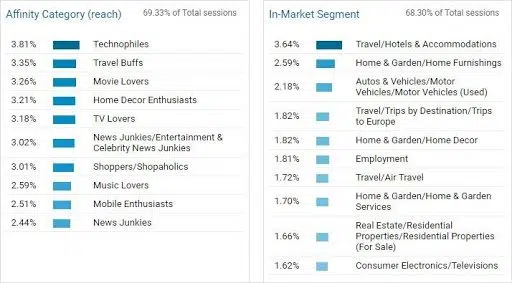 Affinity Category (reach) 69.33% of Total sessions
3.81% Technophiles
3.35% Travel Buffs
3.26% Movie Lovers
3.21% Home Decor Enthusiasts
3.18% TV Lovers
3.02% News Junkies/Entertainment &
Celebrity News Junkies
3.01% Shoppers/Shopaholics
2.59% Music Lovers
2.51% Mobile Enthusiasts
2.44% News Junkies
In-Market Segment 68.30% of Total sessions
3.64% Travel/Hotels & Accommodations
2.59% Home & Garden/Home Furnishings
2.18% Autos & Vehicles/Motor
Vehicles/Motor Vehicles (Used)
1.82% Travel/Trips by Destination/Trips
to Europe
1.82% Home & Garden/Home Decor
1.81% Employment
1.72% Travel/Air Travel
1.70% Home & Garden/Home & Garden
Services
1.66% Real Estate/Residential
Properties/Residential Properties
(For Sale)
1.62% Consumer Electronics/Televisions